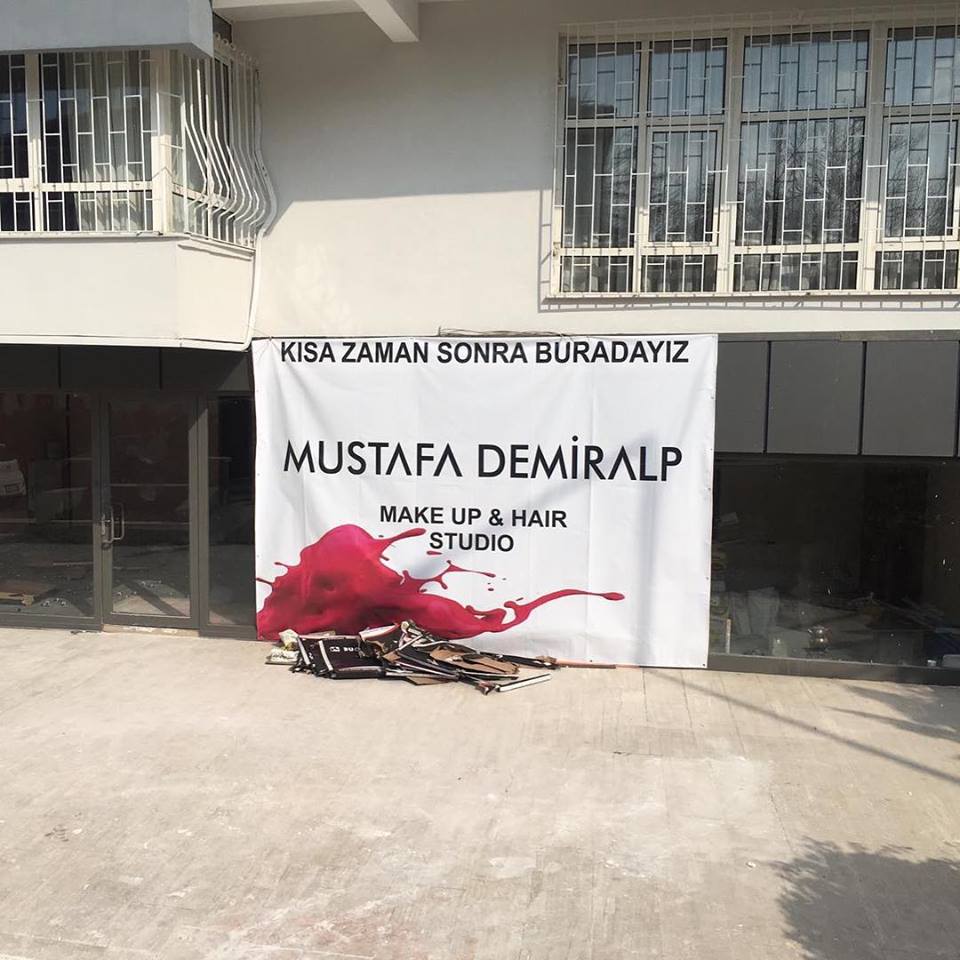 KISA ZAMAN SONRA BURADAYIZ
MUSTAFA DEMİRALP
MAKE UP & HAIR
STUDIO